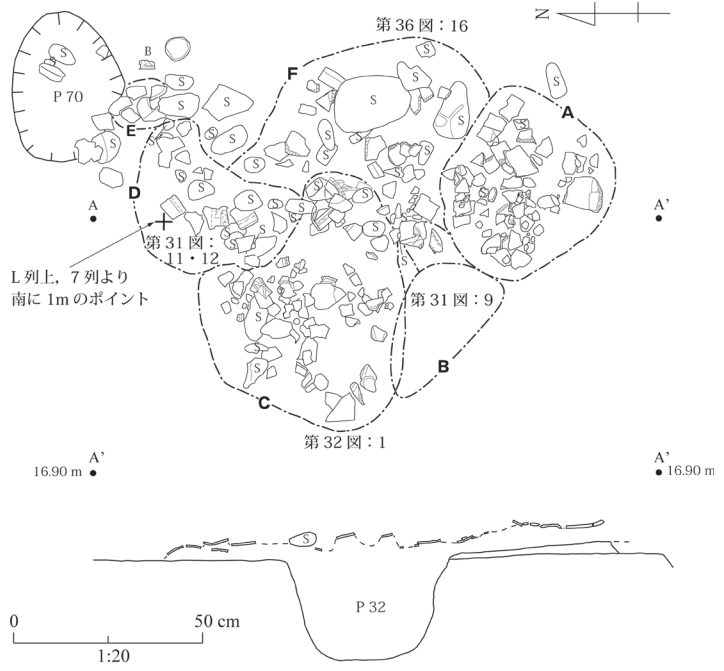 第36図：16
N
P 70
S
B
S
S
S
S
E
F
S
S
S
A
S
S
D
A
A'
第31図：
11・12
L 列上，7 列より
南に 1m のポイント
第31図：9
B
C
第32図：1
A'
16.90 m
A'
16.90 m
S
P 32
0
50 cm
1:20